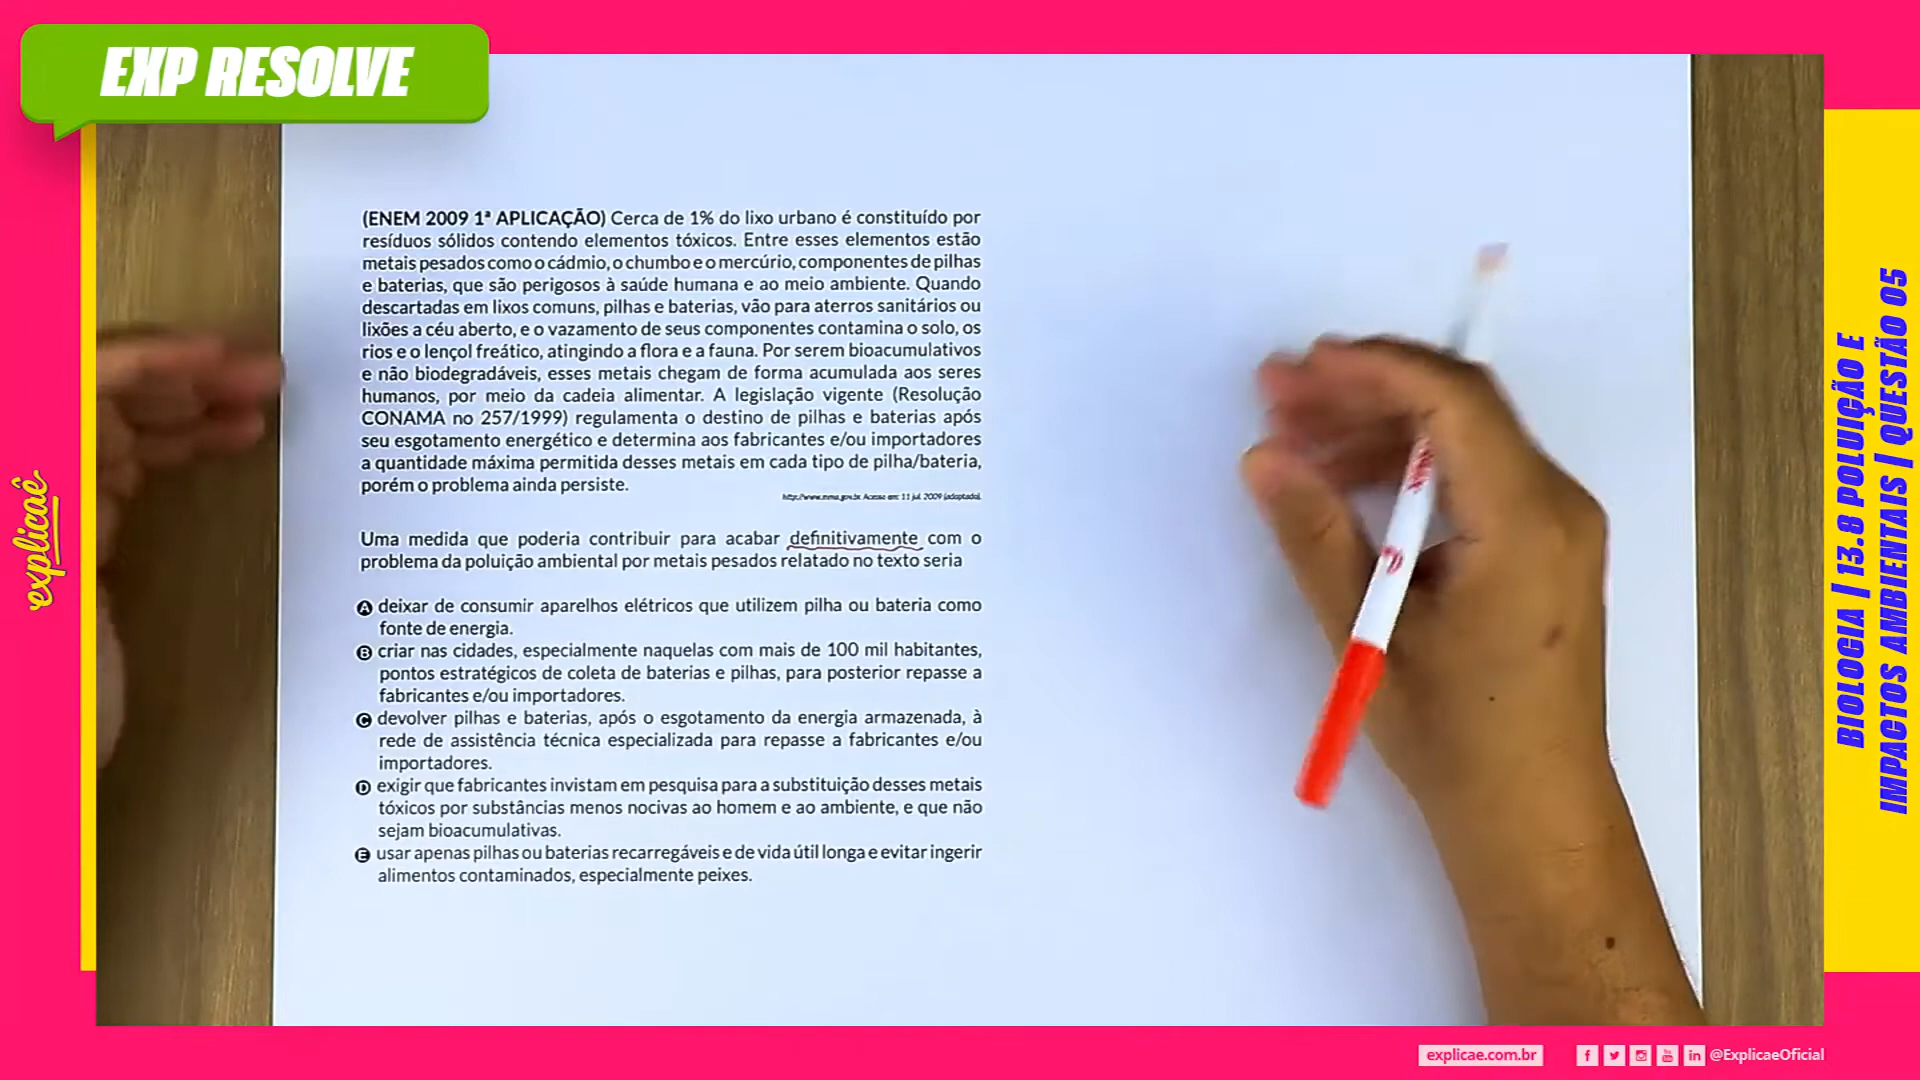 EXP RESOLVE
(ENEM 2009 1ª APLICAÇÃO) Cerca de 1% do lixo urbano é constituído por
resíduos sólidos contendo elementos tóxicos. Entre esses elementos estão
metais pesados como o cádmio, o chumbo e o mercúrio, componentes de pilhas
e baterias, que são perigosos à saúde humana e ao meio ambiente. Quando
descartadas em lixos comuns, pilhas e baterias, vão para aterros sanitários ou
lixões a céu aberto, e o vazamento de seus componentes contamina o solo, os
rios e o lençol freático, atingindo a flora e a fauna. Por serem bioacumulativos
e não biodegradáveis, esses metais chegam de forma acumulada aos seres
humanos, por meio da cadeia alimentar. A legislação vigente (Resolução
CONAMA no 257/1999) regulamenta o destino de pilhas e baterias após
seu esgotamento energético e determina aos fabricantes e/ou importadores
a quantidade máxima permitida desses metais em cada tipo de pilha/bateria,
porém o problema ainda persiste.
http://www.mma.gov.br. Acesso em: 11 jul. 2009 (adaptado).
Uma medida que poderia contribuir para acabar definitivamente com o
problema da poluição ambiental por metais pesados relatado no texto seria
A deixar de consumir aparelhos elétricos que utilizem pilha ou bateria como
fonte de energia.
B criar nas cidades, especialmente naquelas com mais de 100 mil habitantes,
pontos estratégicos de coleta de baterias e pilhas, para posterior repasse a
fabricantes e/ou importadores.
C devolver pilhas e baterias, após o esgotamento da energia armazenada, à
rede de assistência técnica especializada para repasse a fabricantes e/ou
importadores.
D exigir que fabricantes invistam em pesquisa para a substituição desses metais
tóxicos por substâncias menos nocivas ao homem e ao ambiente, e que não
sejam bioacumulativas.
E usar apenas pilhas ou baterias recarregáveis e de vida útil longa e evitar ingerir
alimentos contaminados, especialmente peixes.
explicaê
BIOLOGIA | 13.8 POLUIÇÃO E
IMPACTOS AMBIENTAIS | QUESTÃO 05
explicae.com.br
@ExplicaeOficial